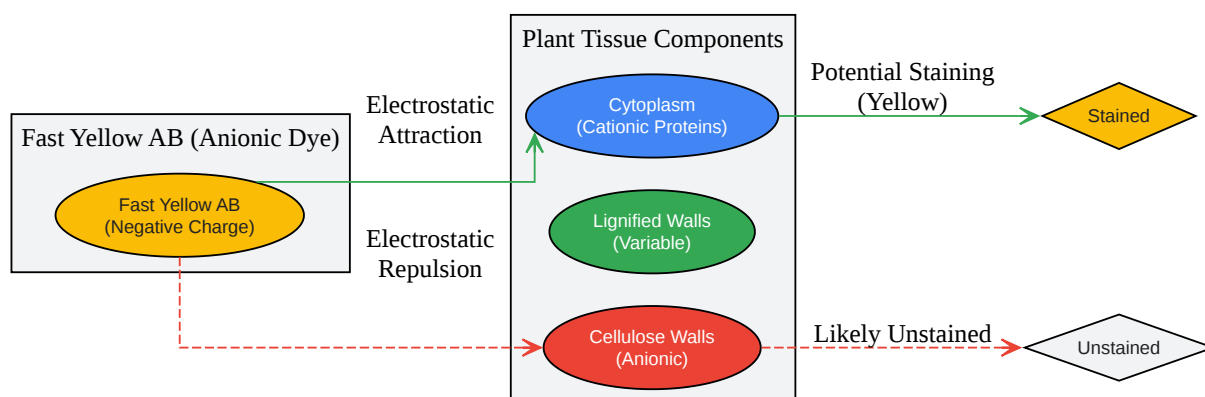 Plant Tissue Components
Fast Yellow AB (Anionic Dye)
Fast Yellow AB
(Negative Charge)
Electrostatic
Attraction
Electrostatic
Repulsion
Cytoplasm
(Cationic Proteins)
Lignified Walls
(Variable)
Cellulose Walls
(Anionic)
Potential Staining
(Yellow)
Stained
Likely Unstained
Unstained